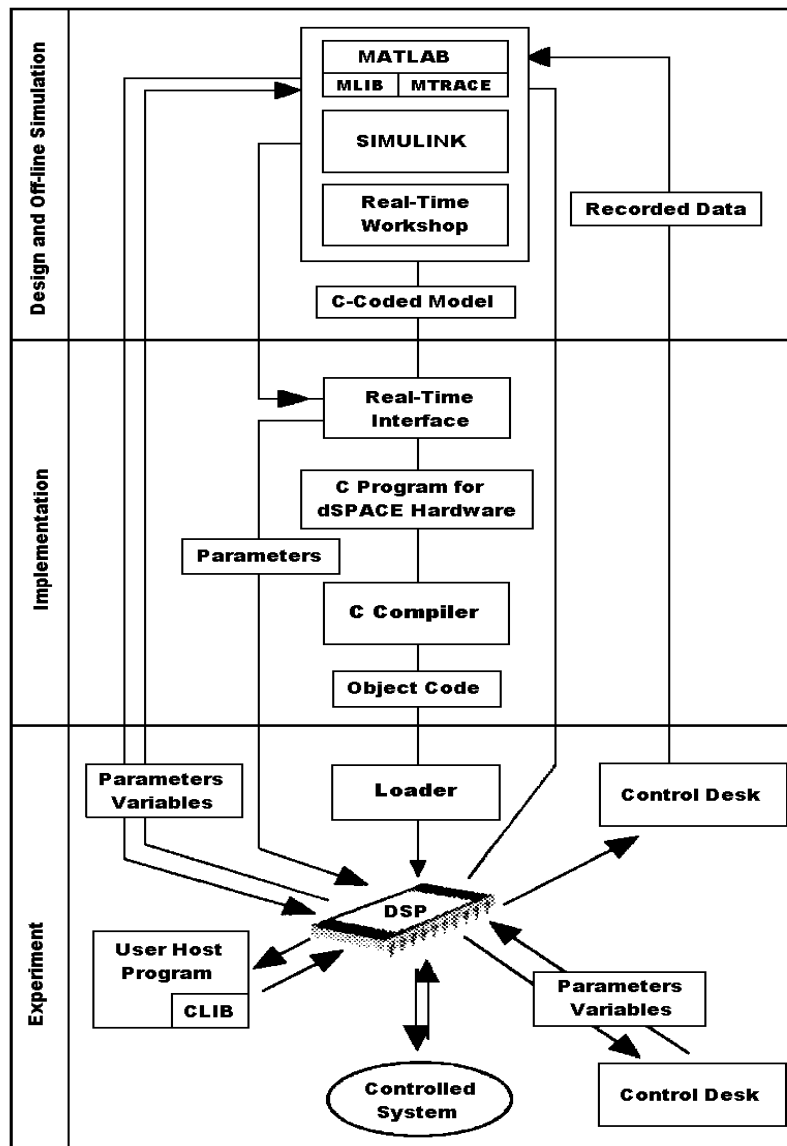 Design and Off-line Simulation
MATLAB
MLIB
MTRACE
SIMULINK
Real-Time
Workshop
Recorded Data
C-Coded Model
Implementation
Real-Time
Interface
C Program for
dSPACE Hardware
Parameters
C Compiler
Object Code
Experiment
Parameters
Variables
Loader
Control Desk
DSP
User Host
Program
CLIB
Parameters
Variables
Controlled
System
Control Desk